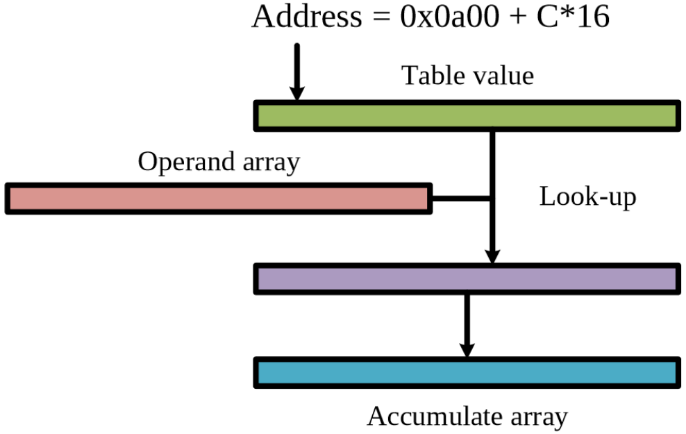 Address = 0x0a00 + C*16
Table value
Operand array
Look-up
Accumulate array